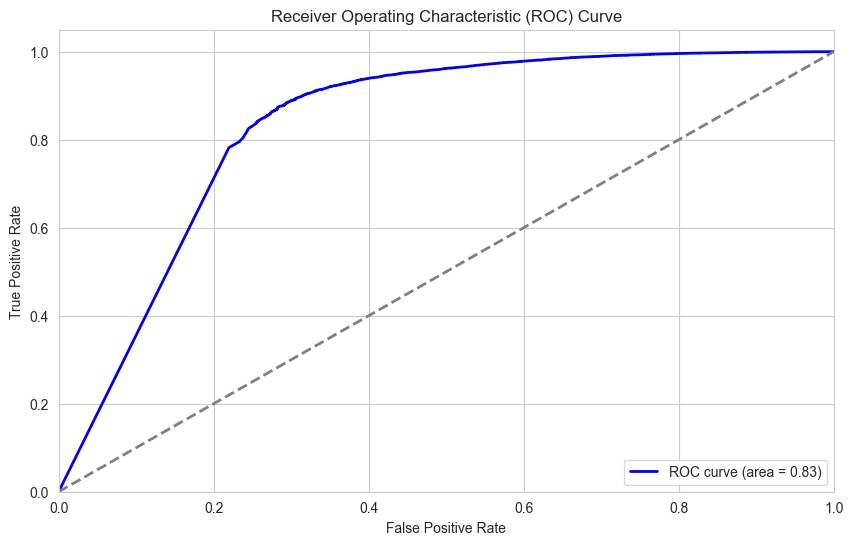 Receiver Operating Characteristic (ROC) Curve
True Positive Rate
1.0
0.8
0.6
0.4
0.2
0.0
ROC curve (area = 0.83)
0.0 0.2 0.4 0.6 0.8 1.0
False Positive Rate